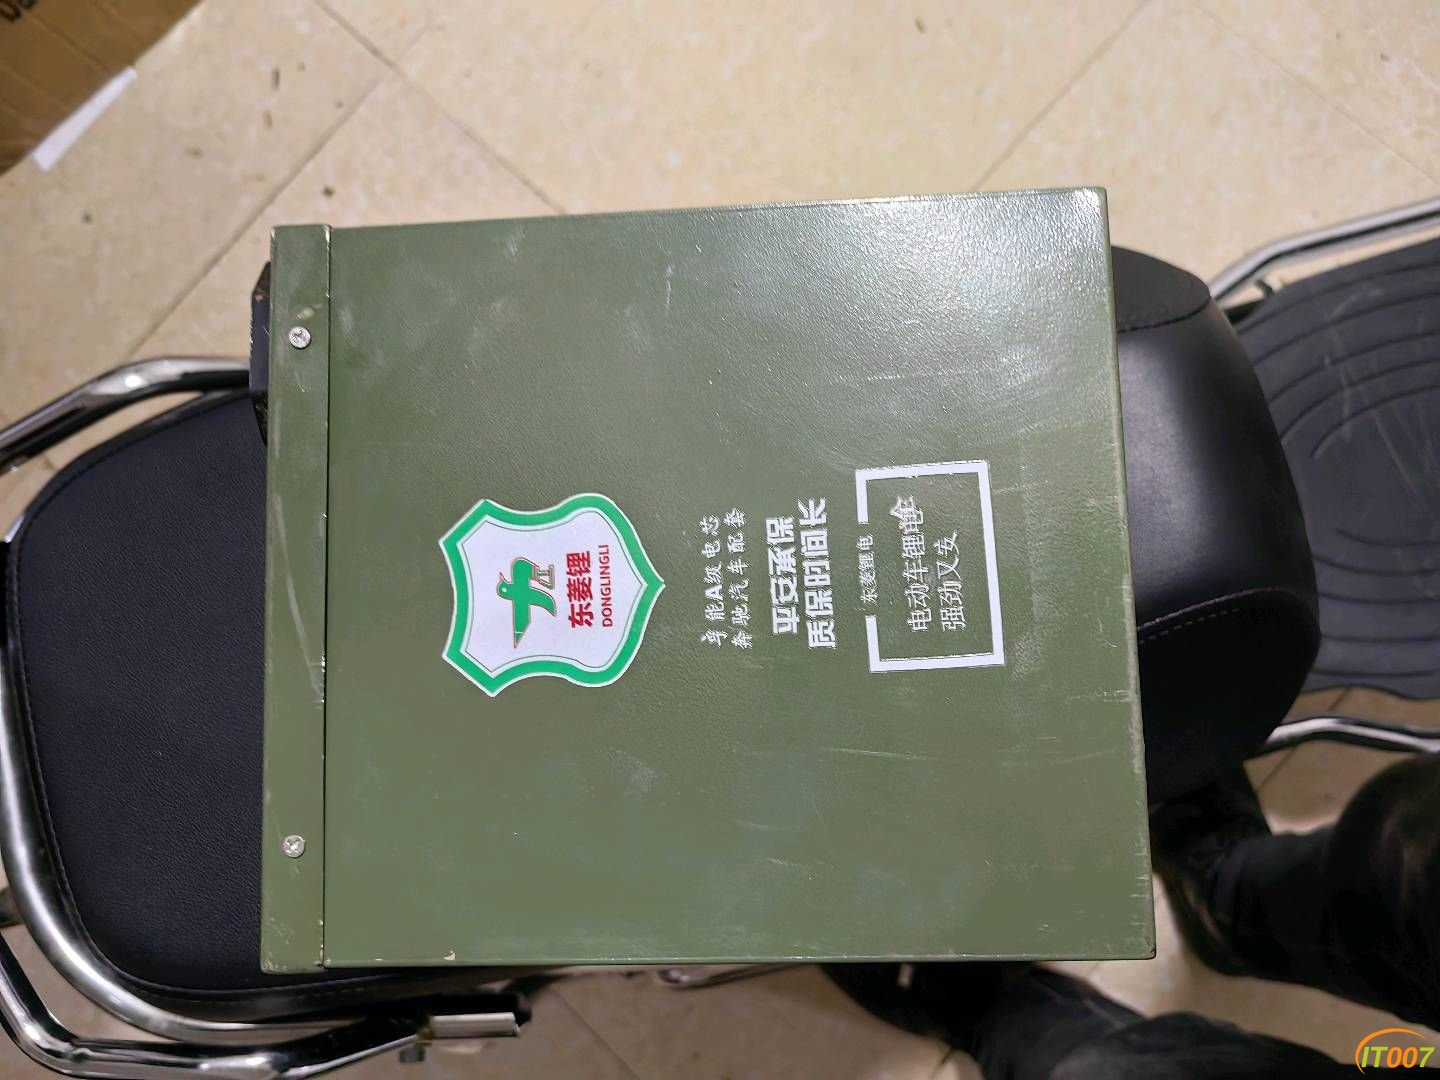 东菱锂
DONGLINGLI
孚能A级电芯
奔驰汽车配套
平安承保
质保时间长
东菱锂电
电动车锂电
强劲又安
IT007